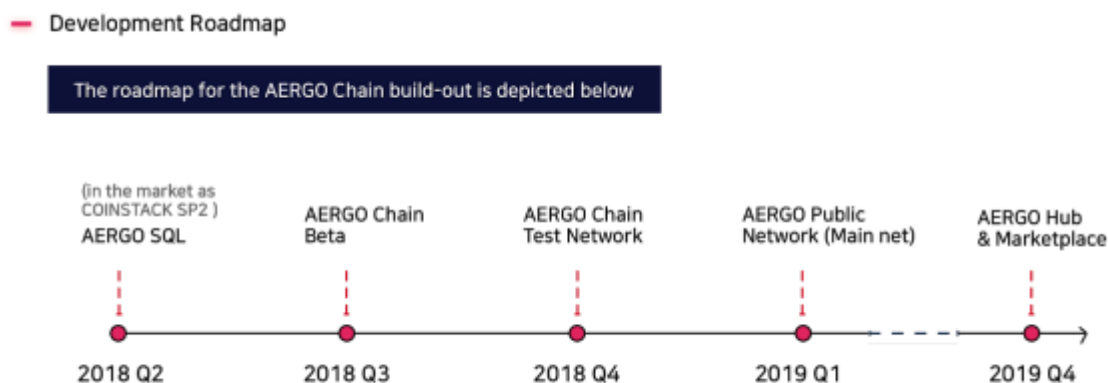 Development Roadmap
The roadmap for the AERGO Chain build-out is depicted below
(in the market as
COINSTACK SP2 )
AERGO SQL
AERGO Chain
Beta
AERGO Chain
Test Network
AERGO Public
Network (Main net)
AERGO Hub
& Marketplace
2018 Q2
2018 Q3
2018 Q4
2019 Q1
2019 Q4